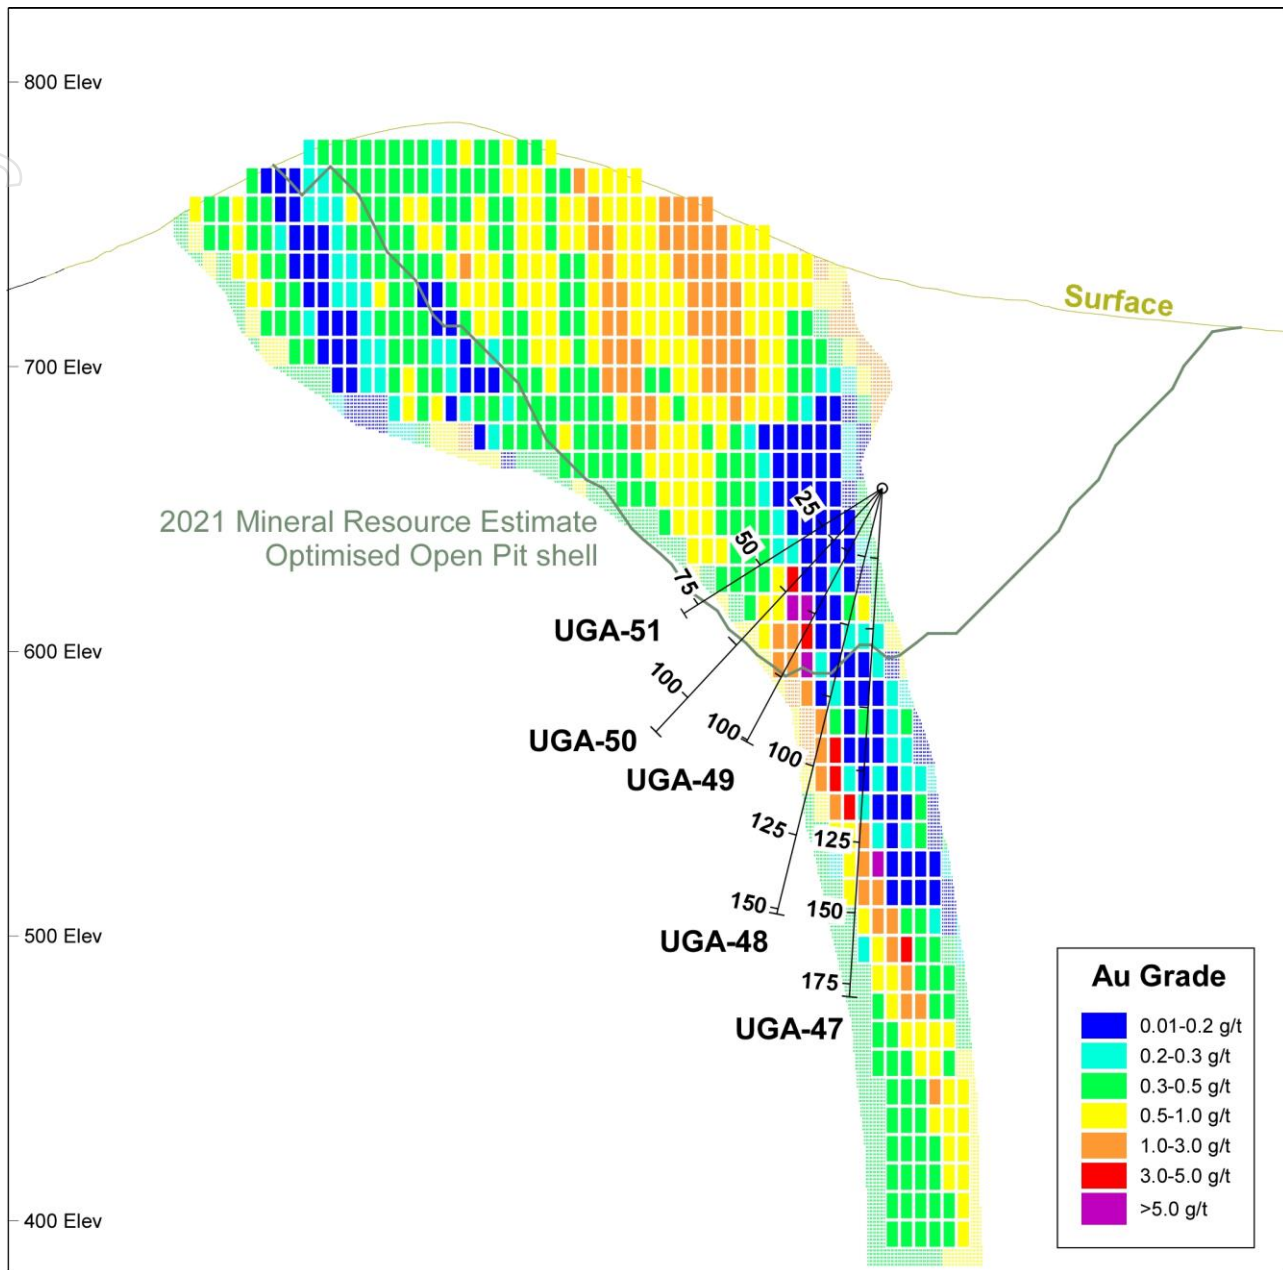 800 Elev
Surface
700 Elev
25
2021 Mineral Resource Estimate
Optimised Open Pit shell
50
75
UGA-51
600 Elev
100
UGA-50
100
UGA-49
100
125
125
150
150
UGA-48
500 Elev
175
UGA-47
Au Grade
0.01-0.2 g/t
0.2-0.3 g/t
0.3-0.5 g/t
0.5-1.0 g/t
1.0-3.0 g/t
3.0-5.0 g/t
>5.0 g/t
400 Elev